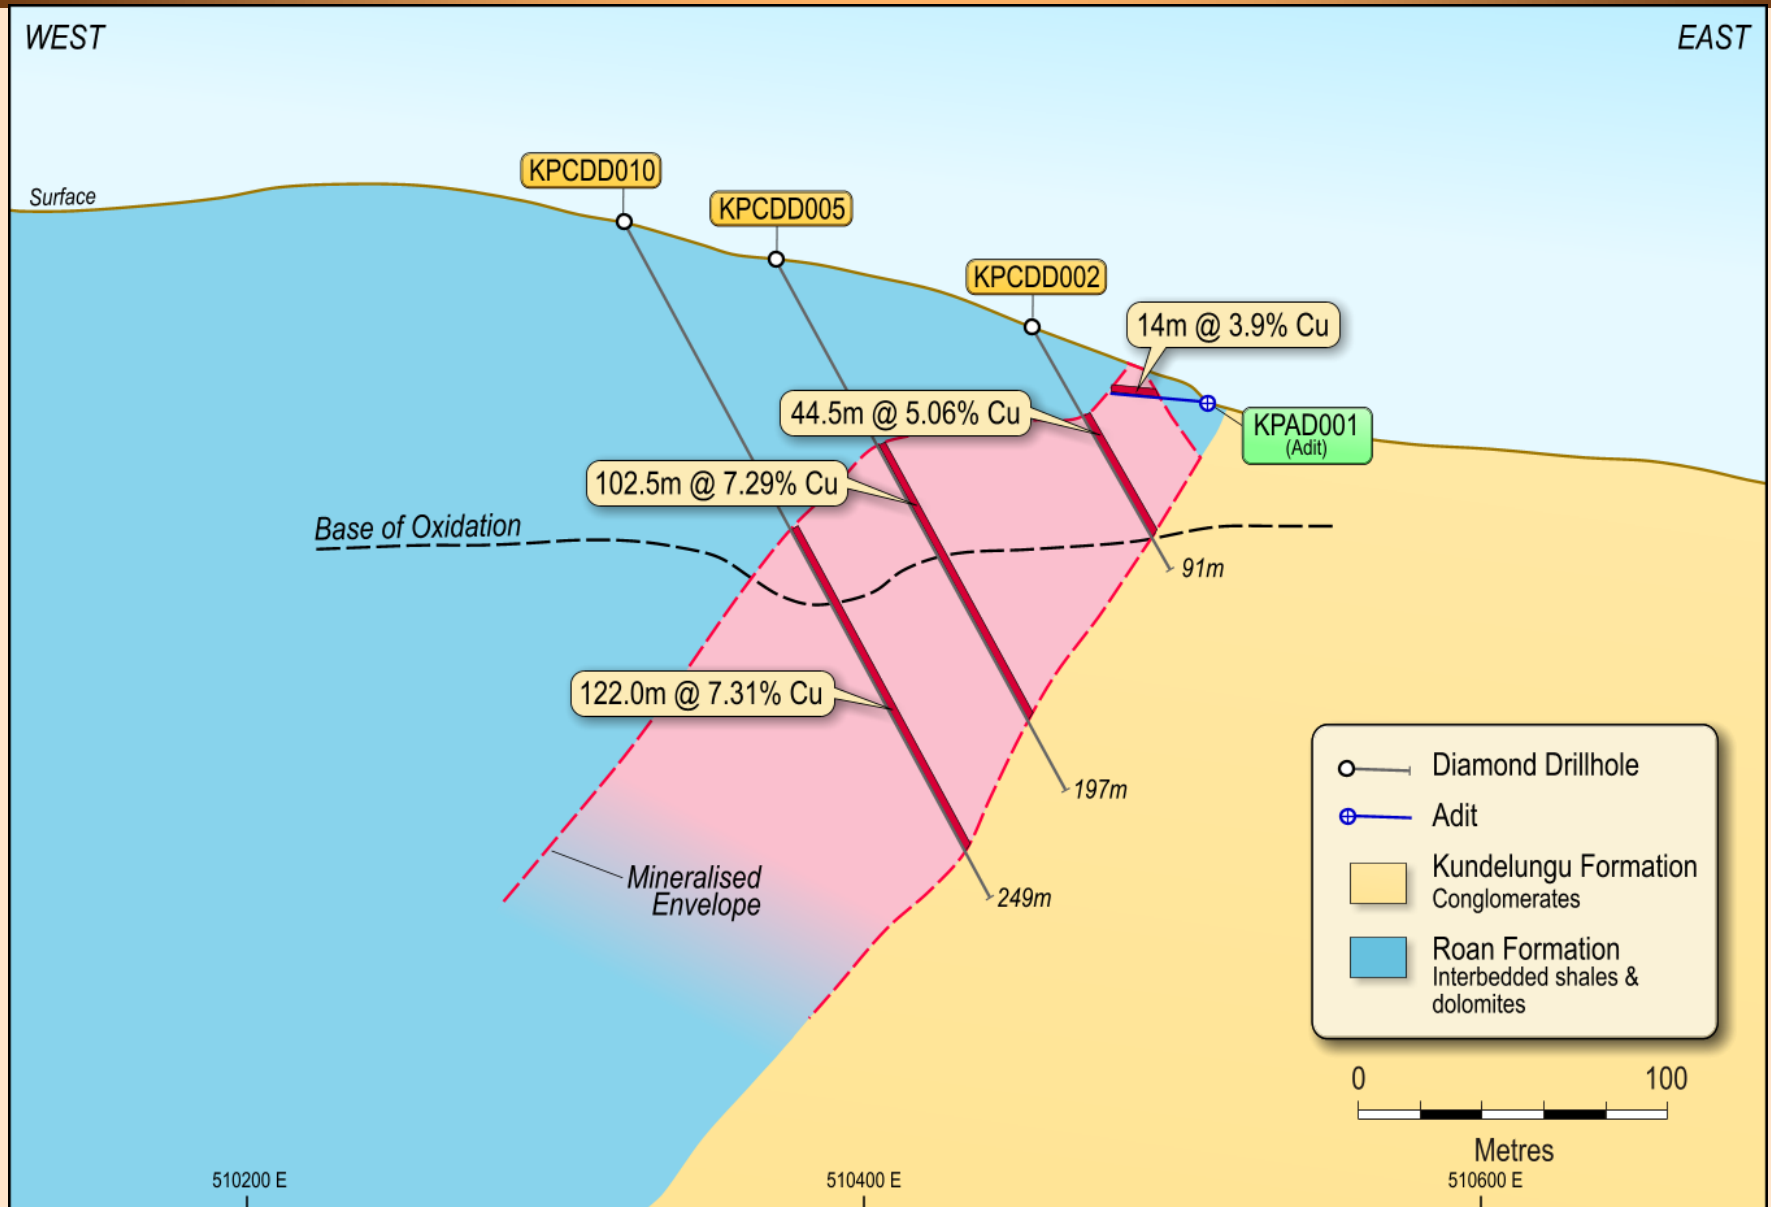 WEST
EAST
Surface
KPCDD010
KPCDD005
KPCDD002
14m @ 3.9% Cu
44.5m @ 5.06% Cu
KPAD001
(Adit)
102.5m @ 7.29% Cu
Base of Oxidation
91m
122.0m @ 7.31% Cu
197m
Mineralised
Envelope
249m
Diamond Drillhole
Adit
Kundelungu Formation
Conglomerates
Roan Formation
Interbedded shales &
dolomites
0 100
Metres
510200 E
510400 E
510600 E